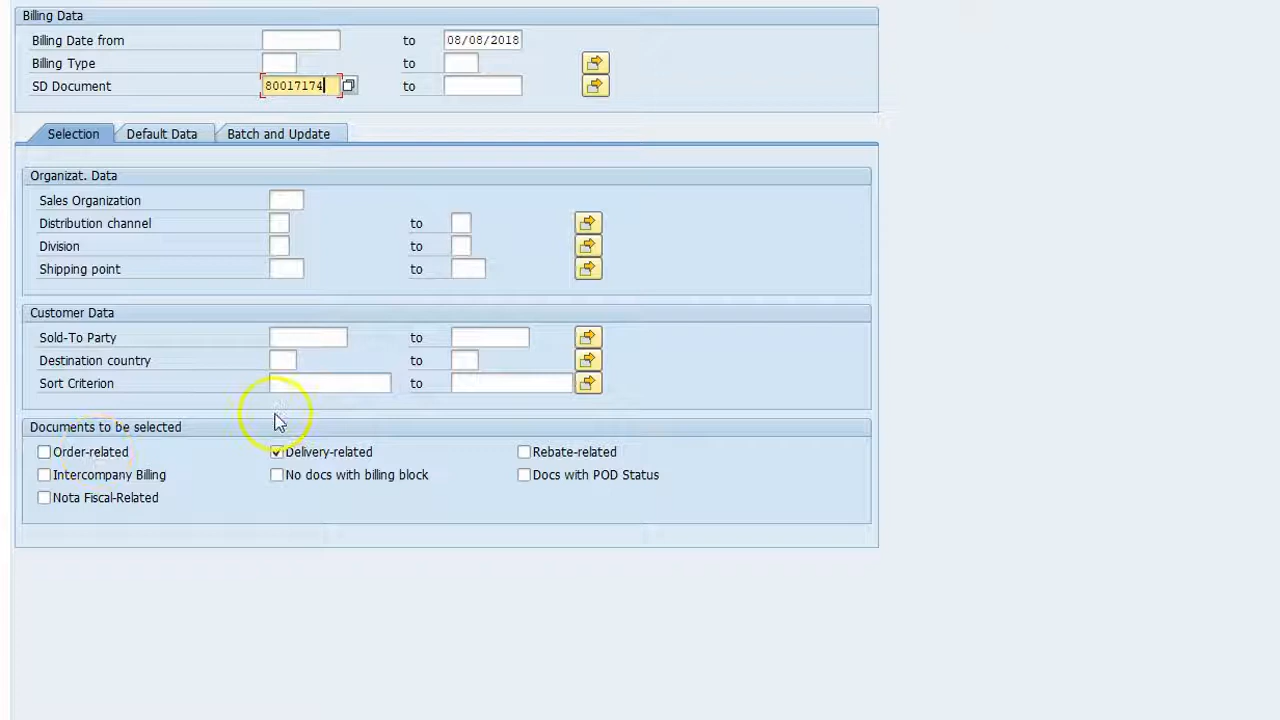 Billing Data
Billing Date from to 08/08/2018
Billing Type to
SD Document 80017174 to
Selection Default Data Batch and Update
Organizat. Data
Sales Organization
Distribution channel to
Division to
Shipping point to
Customer Data
Sold-To Party to
Destination country to
Sort Criterion to
Documents to be selected
Order-related Delivery-related Rebate-related
Intercompany Billing No docs with billing block Docs with POD Status
Nota Fiscal-Related